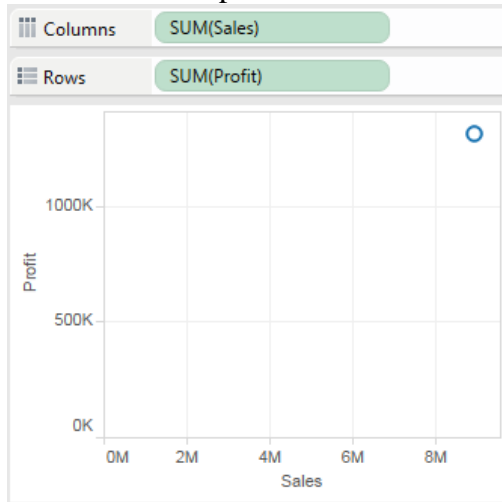 Columns SUM(Sales)
Rows SUM(Profit)
1000K
Profit
500K
0K
0M 2M 4M 6M 8M
Sales